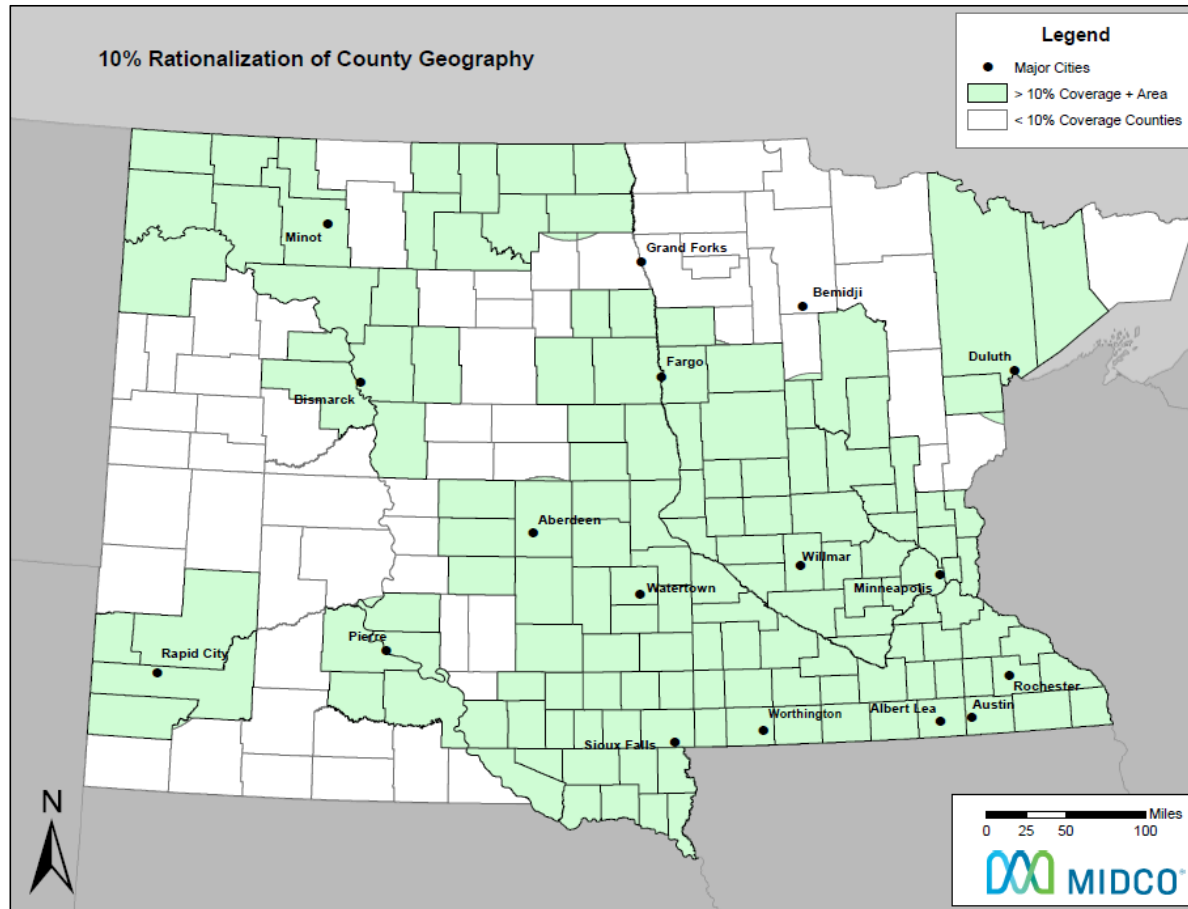 10% Rationalization of County Geography
Legend
Major Cities
> 10% Coverage + Area
< 10% Coverage Counties
Minot
Grand Forks
Bemidji
Duluth
Fargo
Bismarck
Aberdeen
Willmar
Watertown
Minneapolis
Pierre
Rapid City
Rochester
Albert Lea
Austin
Worthington
Sioux Falls
N
Miles
0 25 50 100
MIDCO®